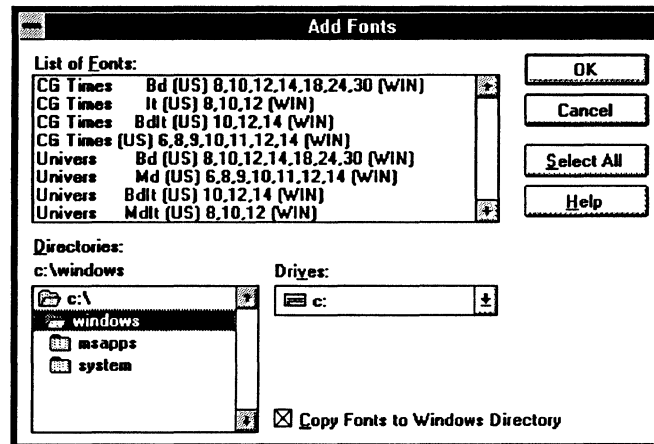 Add Fonts
List of Fonts:
CG Times Bd (US) 8,10,12,14,18,24,30 (WIN)
CG Times It (US) 8,10,12 (WIN)
CG Times BdIt (US) 10,12,14 (WIN)
CG Times (US) 6,8,9,10,11,12,14 (WIN)
Univers Bd (US) 8,10,12,14,18,24,30 (WIN)
Univers Md (US) 6,8,9,10,11,12,14 (WIN)
Univers BdIt (US) 10,12,14 (WIN)
Univers MdIt (US) 8,10,12 (WIN)
OK
Cancel
Select All
Help
Directories:
c:\windows
c:\
windows
msapps
system
Drives:
c:
Copy Fonts to Windows Directory